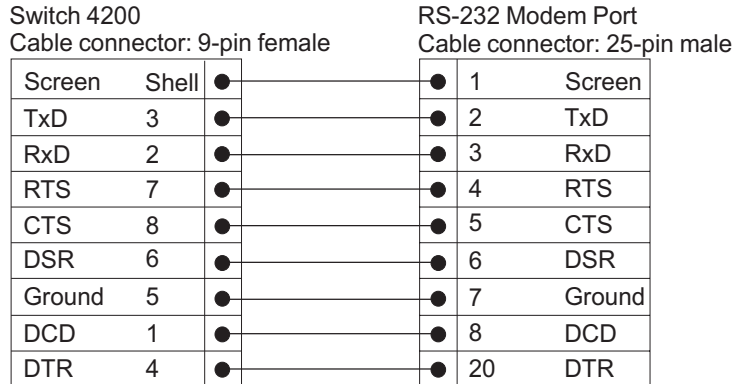 Switch 4200 RS-232 Modem Port
Cable connector: 9-pin female Cable connector: 25-pin male
Screen Shell 1 Screen
TxD 3 2 TxD
RxD 2 3 RxD
RTS 7 4 RTS
CTS 8 5 CTS
DSR 6 6 DSR
Ground 5 7 Ground
DCD 1 8 DCD
DTR 4 20 DTR